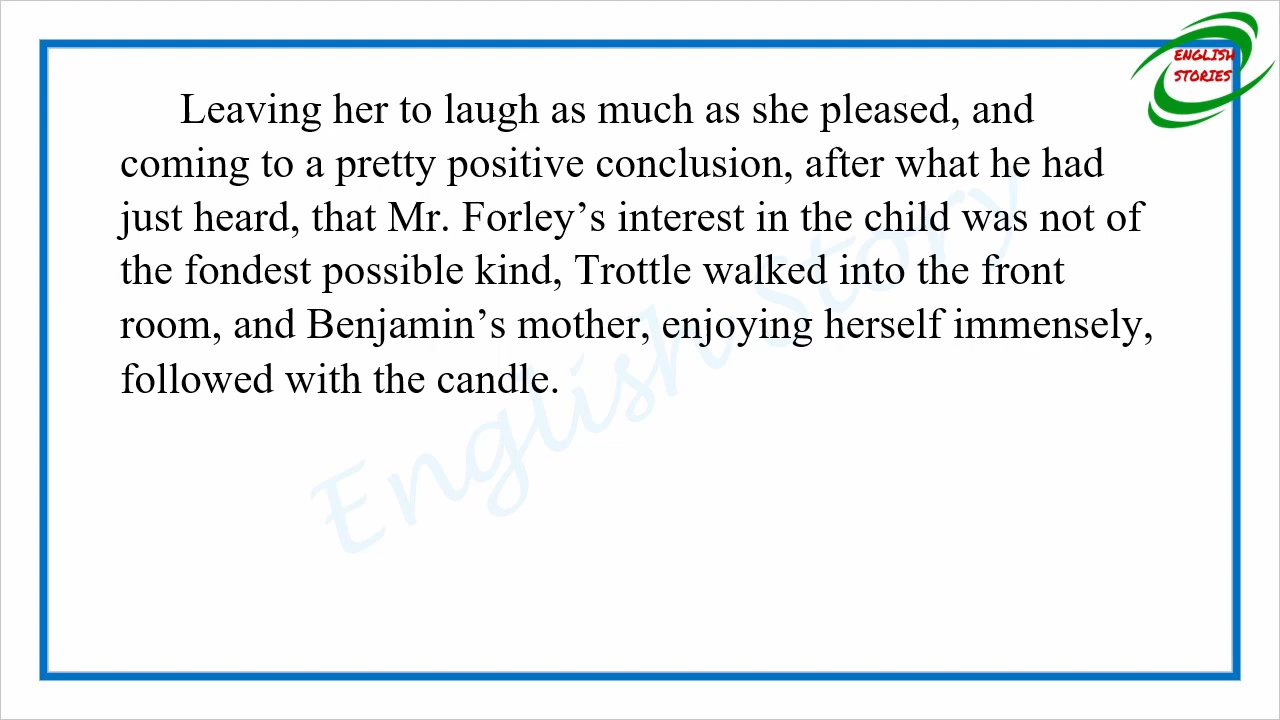 ENGLISH
STORIES
Leaving her to laugh as much as she pleased, and
coming to a pretty positive conclusion, after what he had
just heard, that Mr. Forley’s interest in the child was not of
the fondest possible kind, Trottle walked into the front
room, and Benjamin’s mother, enjoying herself immensely,
followed with the candle.
English Story